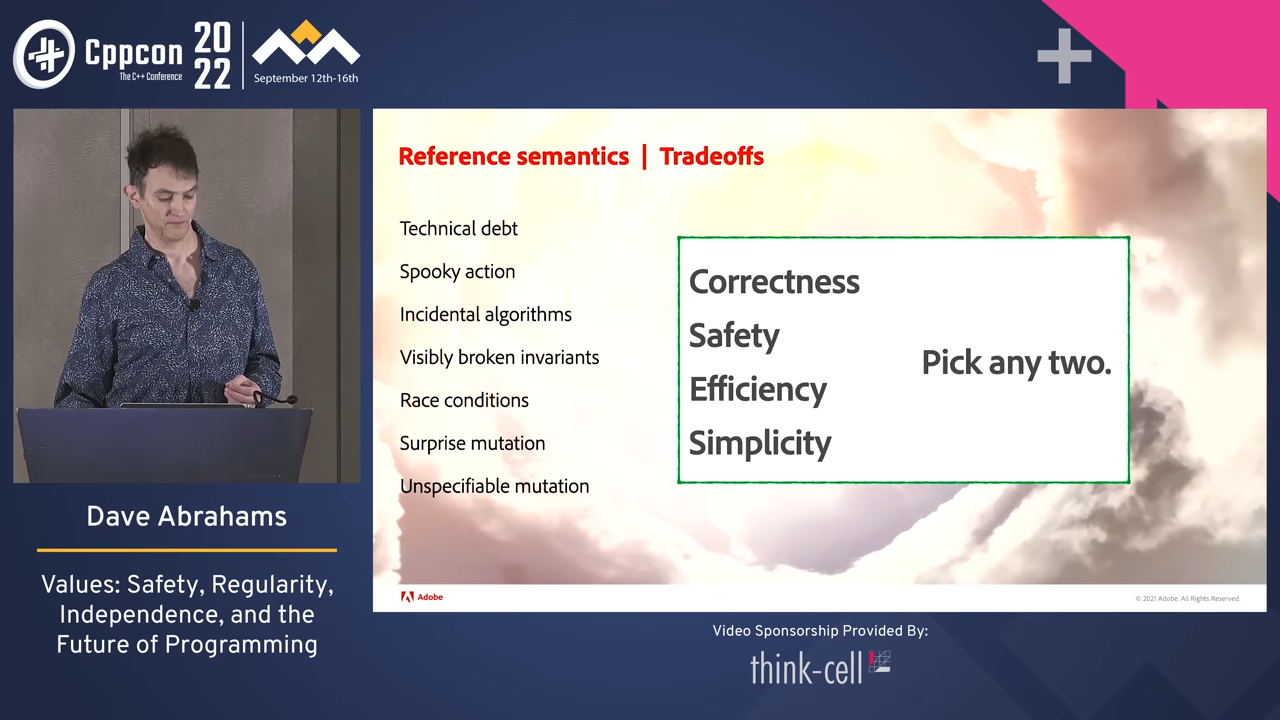 Cppcon
The C++ Conference
20
22
September 12th-16th
Reference semantics | Tradeoffs
Technical debt
Spooky action
Incidental algorithms
Visibly broken invariants
Race conditions
Surprise mutation
Unspecifiable mutation
Correctness
Safety
Efficiency
Simplicity
Pick any two.
Adobe
© 2021 Adobe. All Rights Reserved.
Dave Abrahams
Values: Safety, Regularity,
Independence, and the
Future of Programming
Video Sponsorship Provided By:
think-cell